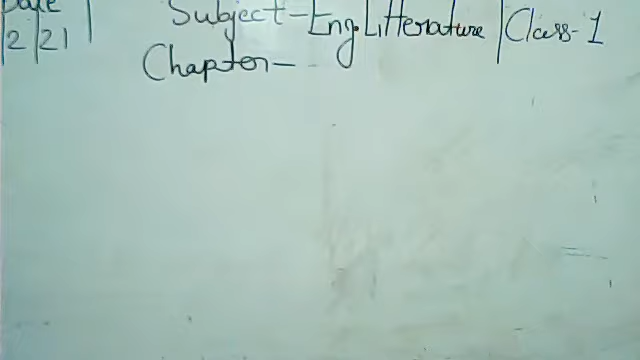 Date Subject-Eng.Litterature | Class-1
2|21
Chapter-